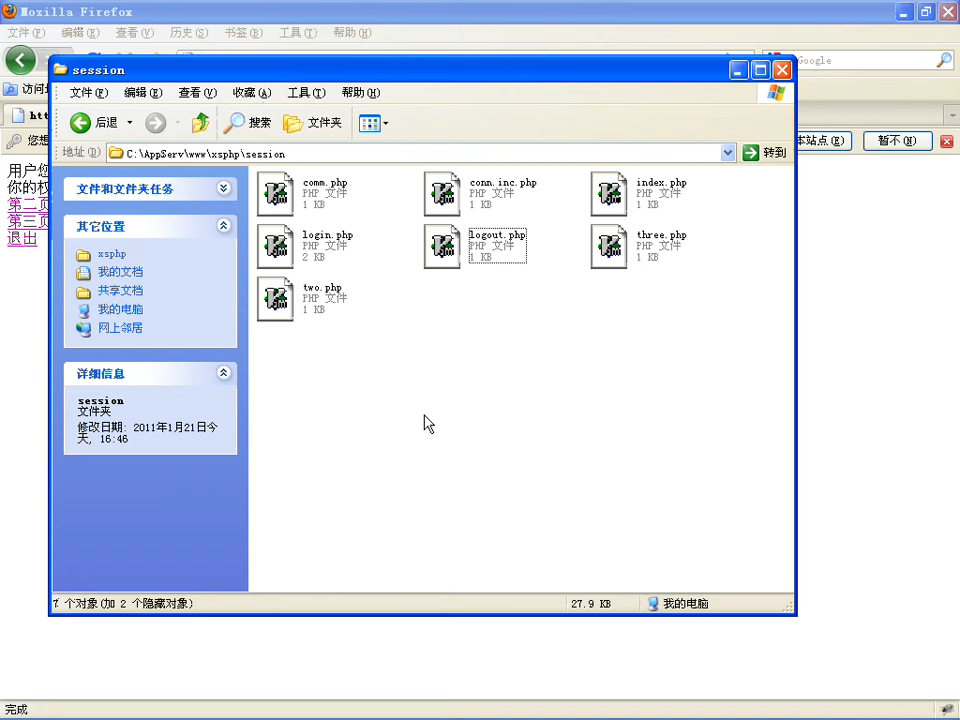 Mozilla Firefox
文件(F) 编辑(E) 查看(V) 历史(S) 书签(B) 工具(T) 帮助(H)
Google
访问
htt
您想
本站点(E)
暂不(N)
用户您
你的权
第二页
第三页
退出
session
文件(F) 编辑(E) 查看(V) 收藏(A) 工具(T) 帮助(H)
后退 搜索 文件夹
地址(D) C:\AppServ\www\xsphp\session 转到
文件和文件夹任务
其它位置
xsphp
我的文档
共享文档
我的电脑
网上邻居
详细信息
session
文件夹
修改日期: 2011年1月21日今
天, 16:46
comm.php
PHP 文件
1 KB
conn.inc.php
PHP 文件
1 KB
index.php
PHP 文件
1 KB
login.php
PHP 文件
2 KB
logout.php
PHP 文件
1 KB
three.php
PHP 文件
1 KB
two.php
PHP 文件
1 KB
7 个对象(加 2 个隐藏对象) 27.9 KB 我的电脑
完成